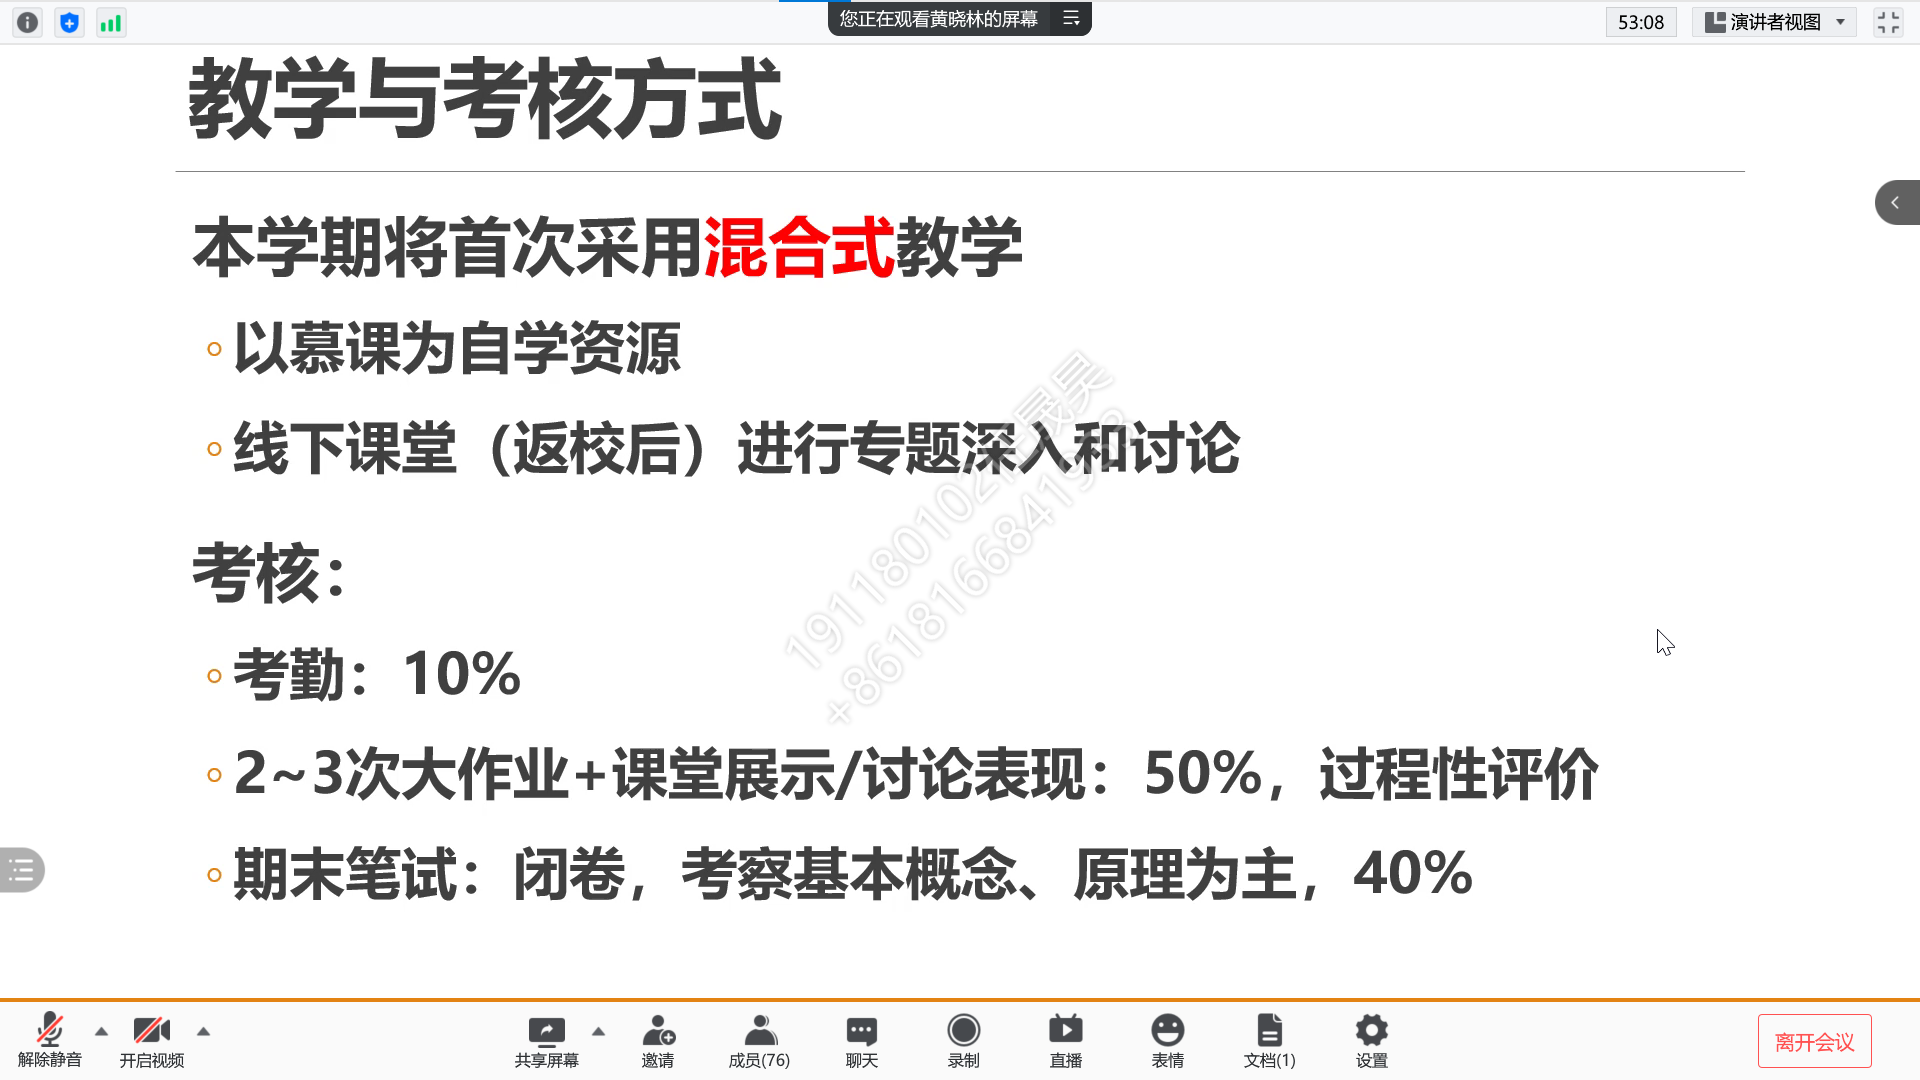 您正在观看黄晓林的屏幕
53:08
演讲者视图
教学与考核方式
本学期将首次采用混合式教学
以慕课为自学资源
线下课堂（返校后）进行专题深入和讨论
考核：
考勤：10%
2~3次大作业+课堂展示/讨论表现：50%，过程性评价
期末笔试：闭卷，考察基本概念、原理为主，40%
解除静音
开启视频
共享屏幕
邀请
成员(76)
聊天
录制
直播
表情
文档(1)
设置
离开会议